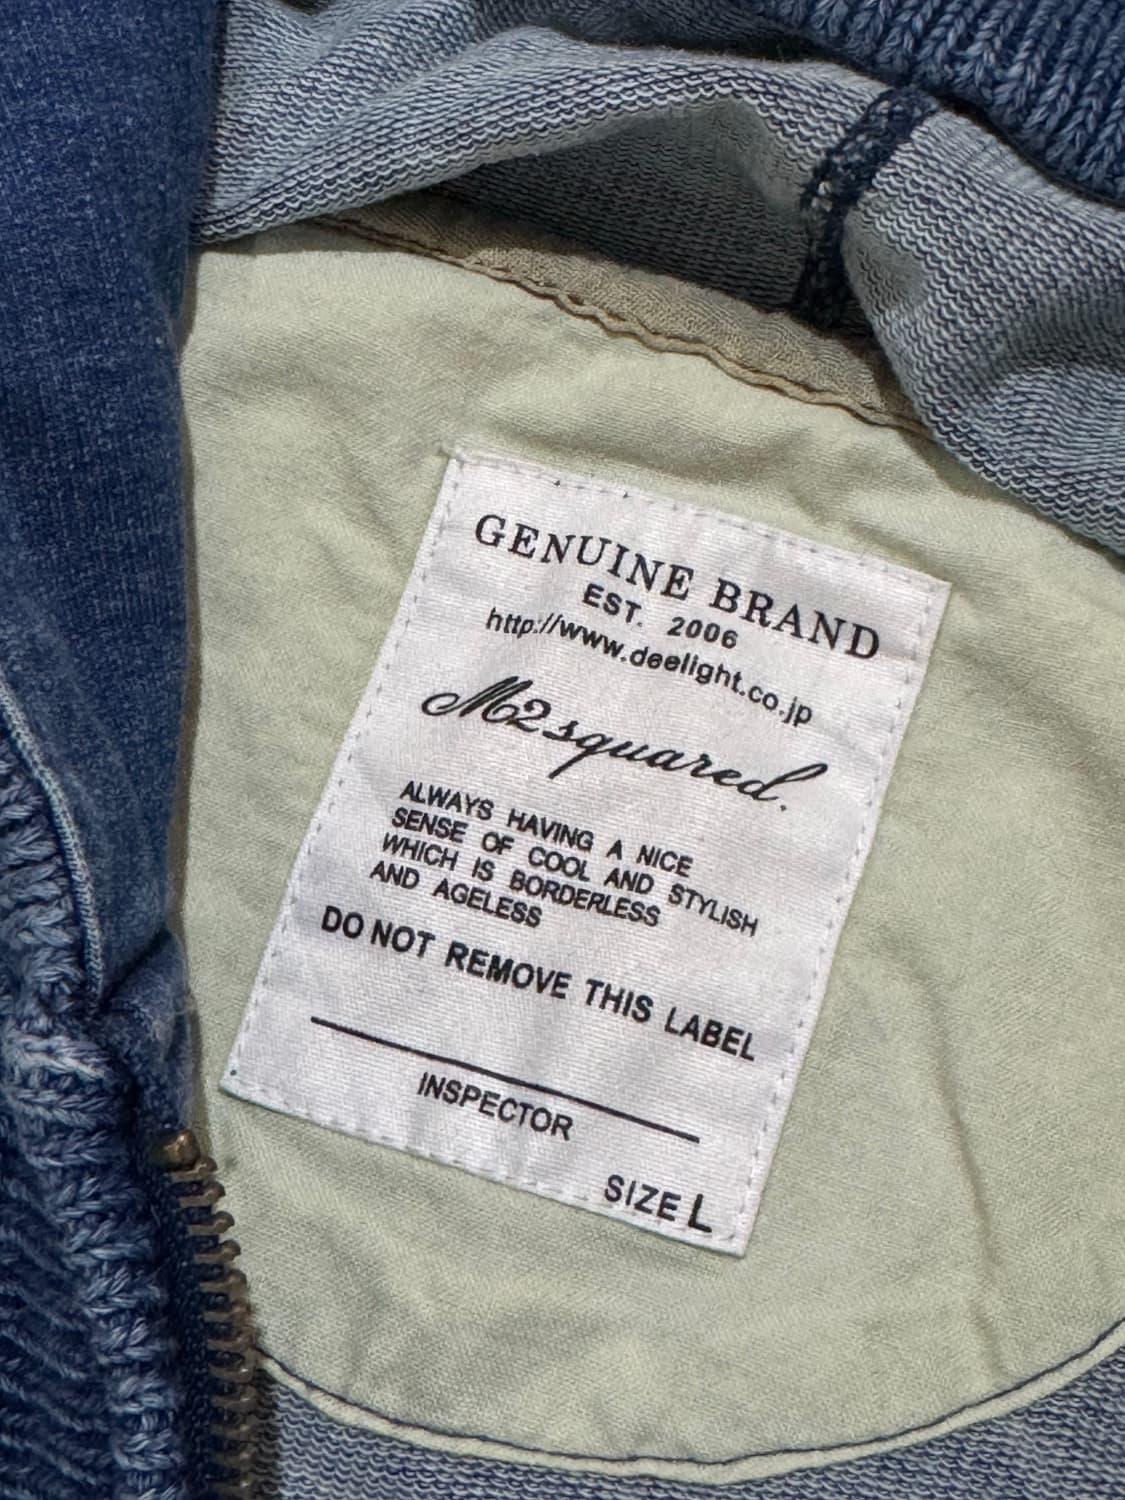 GENUINE BRAND
EST. 2006
http://www.deelight.co.jp
M2squared.
ALWAYS HAVING A NICE
SENSE OF COOL AND STYLISH
WHICH IS BORDERLESS
AND AGELESS
DO NOT REMOVE THIS LABEL
INSPECTOR
SIZE L